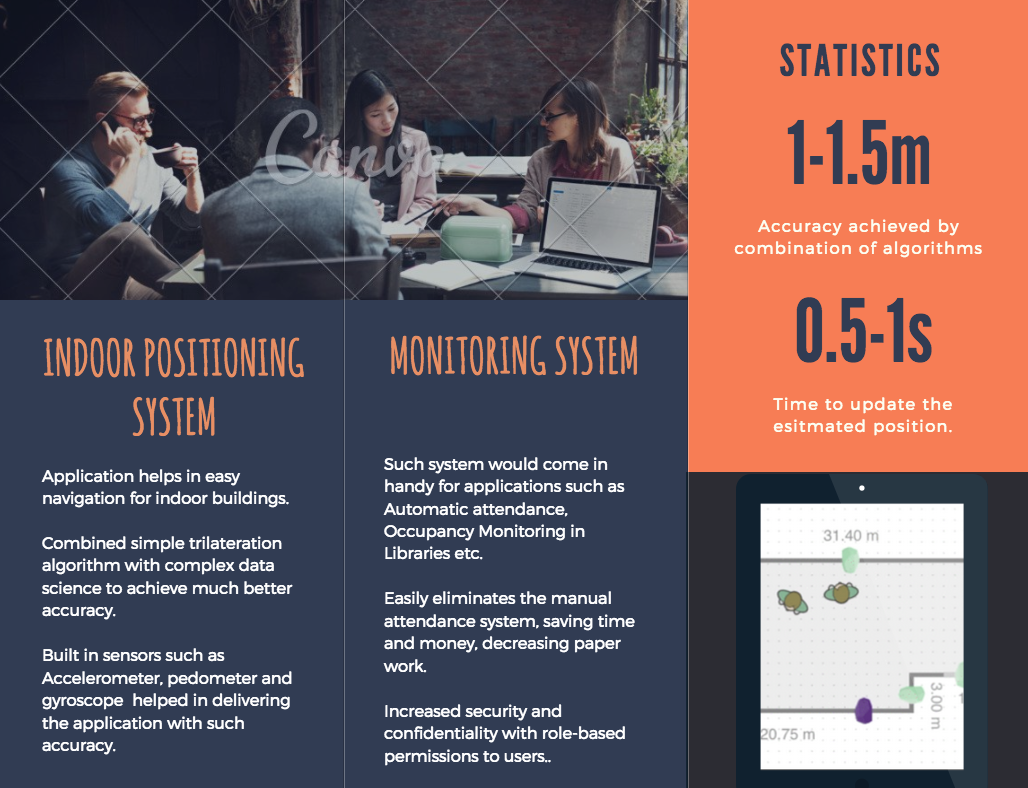 Canva
INDOOR POSITIONING
SYSTEM
Application helps in easy
navigation for indoor buildings.
Combined simple trilateration
algorithm with complex data
science to achieve much better
accuracy.
Built in sensors such as
Accelerometer, pedometer and
gyroscope  helped in delivering
the application with such
accuracy.
MONITORING SYSTEM
Such system would come in
handy for applications such as
Automatic attendance,
Occupancy Monitoring in
Libraries etc.
Easily eliminates the manual
attendance system, saving time
and money, decreasing paper
work.
Increased security and
confidentiality with role-based
permissions to users..
STATISTICS
1-1.5m
Accuracy achieved by
combination of algorithms
0.5-1s
Time to update the
esitmated position.
31.40 m
3.00 m
20.75 m